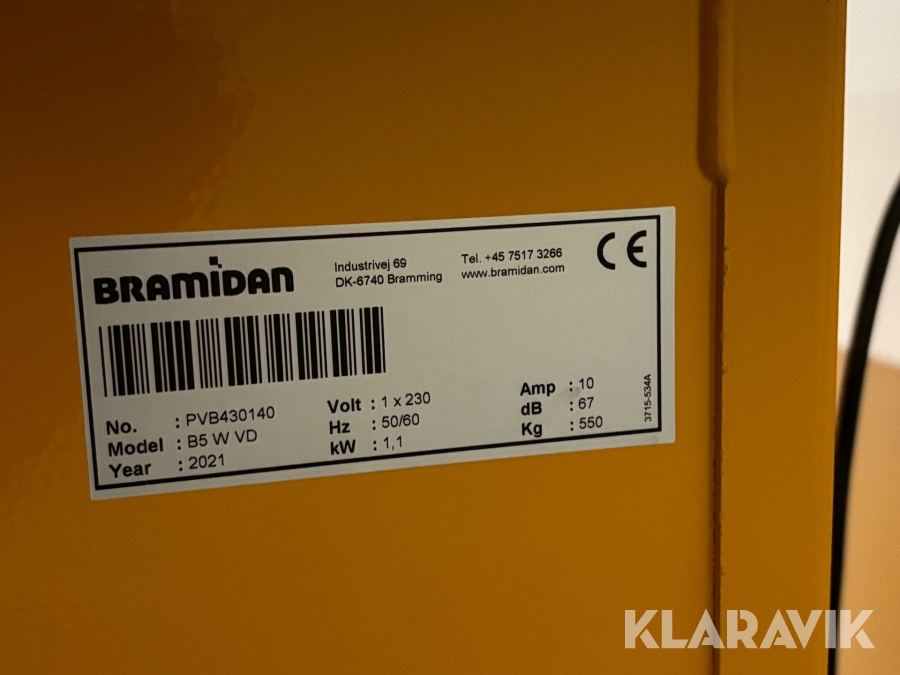 BRAMIDAN
Industrivej 69
DK-6740 Bramming
Tel. +45 7517 3266
www.bramidan.com
CE
No. : PVB430140
Model : B5 W VD
Year : 2021
Volt : 1 x 230
Hz : 50/60
kW : 1,1
Amp : 10
dB : 67
Kg : 550
3715-534A
KLARAVIK